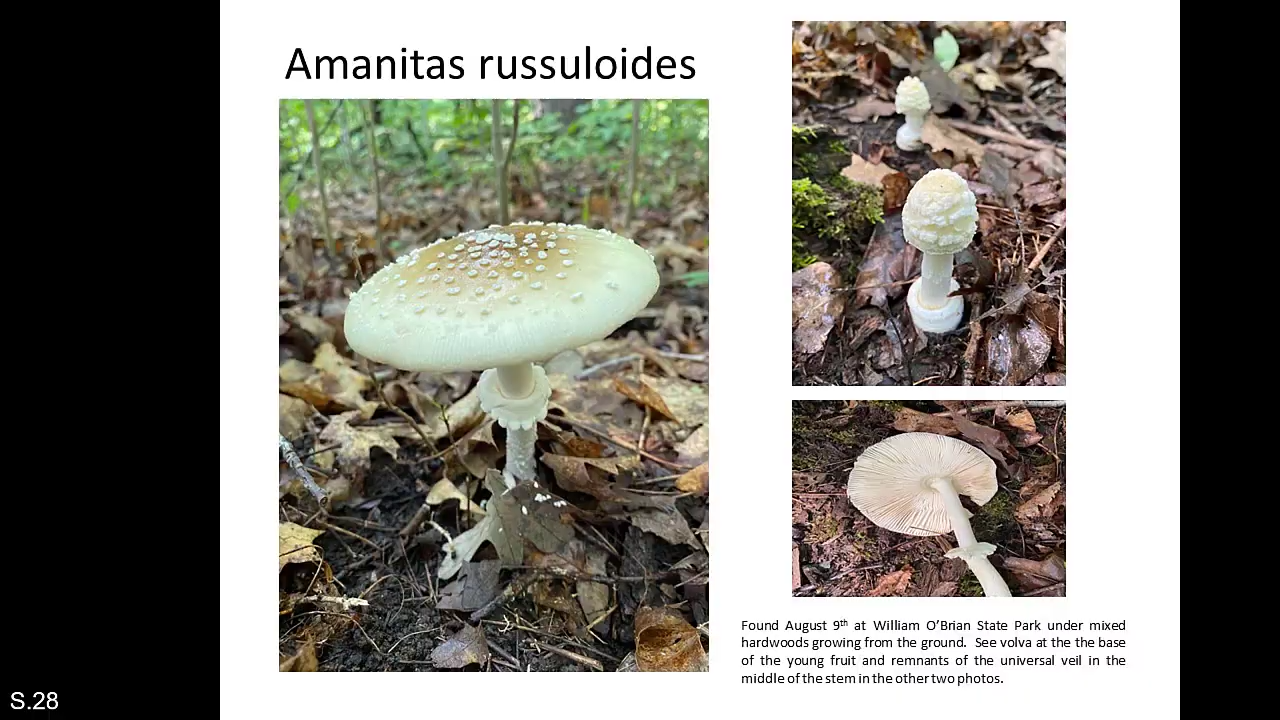 Amanitas russuloides
Found August 9th at William O’Brian State Park under mixed
hardwoods growing from the ground. See volva at the the base
of the young fruit and remnants of the universal veil in the
middle of the stem in the other two photos.
S.28